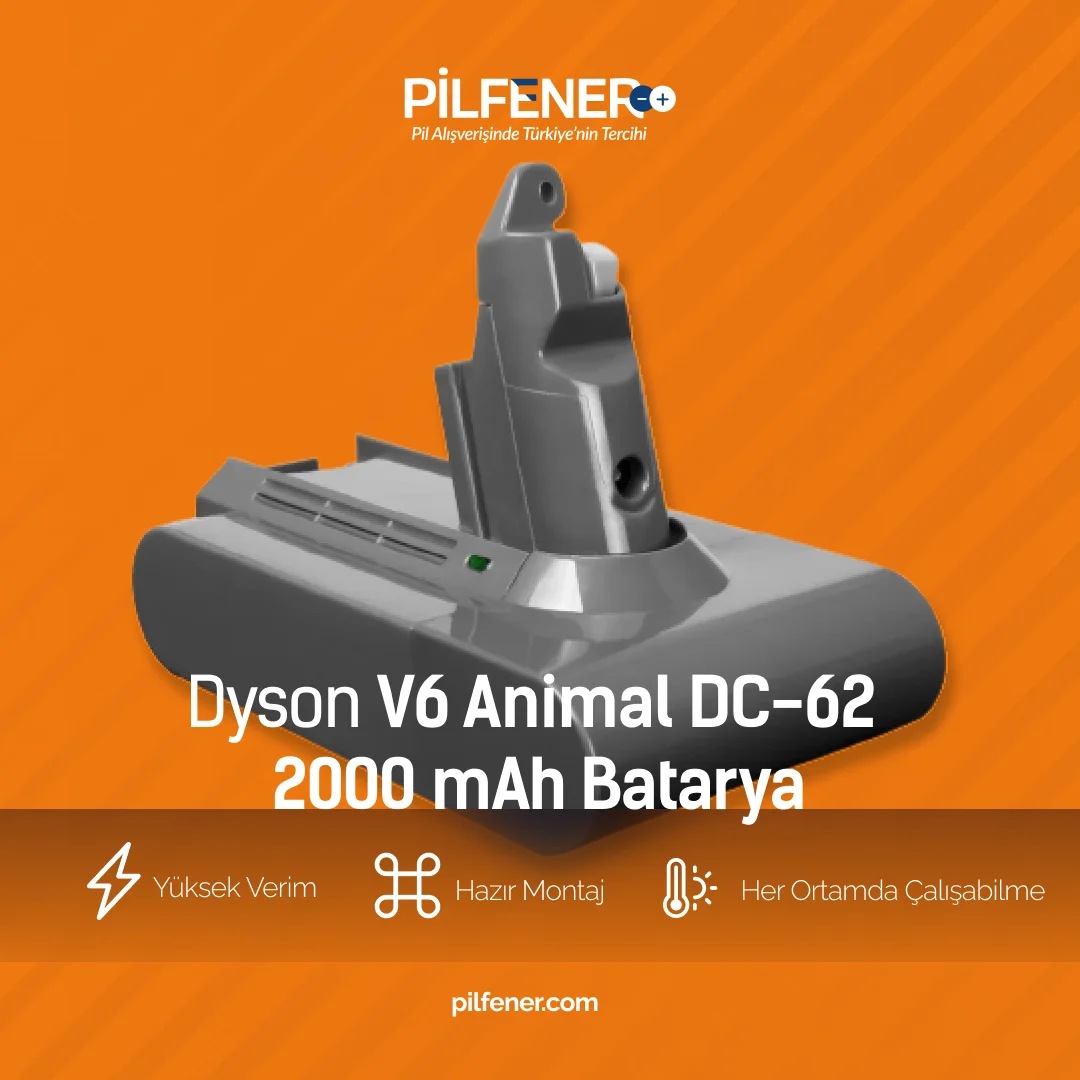 PİLFENER
Pil Alışverişinde Türkiye'nin Tercihi
Dyson V6 Animal DC-62
2000 mAh Batarya
Yüksek Verim
Hazır Montaj
Her Ortamda Çalışabilme
pilfener.com